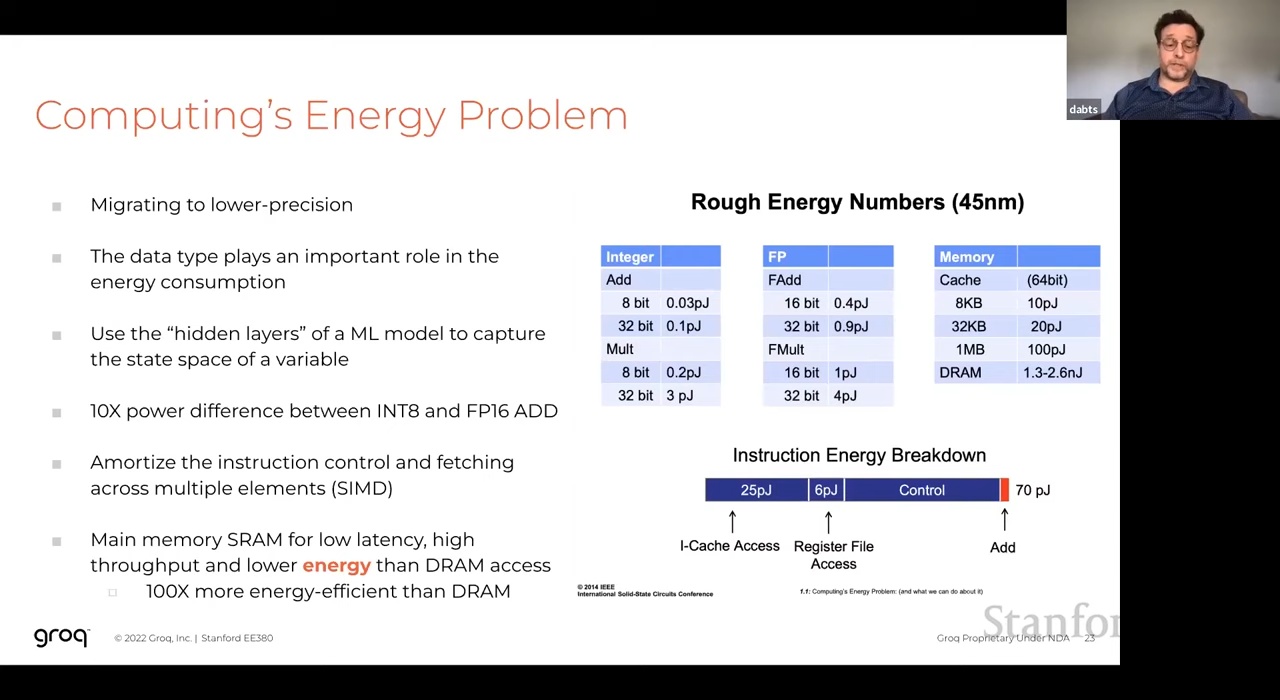 dabts
Computing's Energy Problem
Migrating to lower-precision
The data type plays an important role in the
energy consumption
Use the “hidden layers” of a ML model to capture
the state space of a variable
10X power difference between INT8 and FP16 ADD
Amortize the instruction control and fetching
across multiple elements (SIMD)
Main memory SRAM for low latency, high
throughput and lower energy than DRAM access
100X more energy-efficient than DRAM
Rough Energy Numbers (45nm)
Integer
Add
8 bit 0.03pJ
32 bit 0.1pJ
Mult
8 bit 0.2pJ
32 bit 3 pJ
FP
FAdd
16 bit 0.4pJ
32 bit 0.9pJ
FMult
16 bit 1pJ
32 bit 4pJ
Memory
Cache (64bit)
8KB 10pJ
32KB 20pJ
1MB 100pJ
DRAM 1.3-2.6nJ
Instruction Energy Breakdown
25pJ 6pJ Control 70 pJ
I-Cache Access Register File Add
Access
© 2014 IEEE
International Solid-State Circuits Conference
1.1: Computing's Energy Problem: (and what we can do about it)
Stanfor
groq™ © 2022 Groq, Inc. | Stanford EE380
Groq Proprietary Under NDA 23